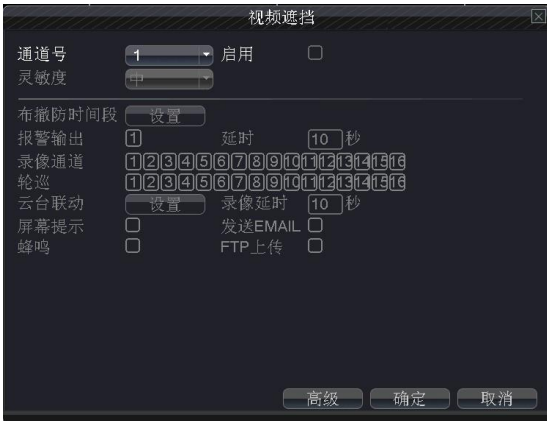 视频遮挡
通道号 1 启用
灵敏度 中
布撤防时间段 设置
报警输出 1 延时 10 秒
录像通道 1 2 3 4 5 6 7 8 9 10 11 12 13 14 15 16
轮巡 1 2 3 4 5 6 7 8 9 10 11 12 13 14 15 16
云台联动 设置 录像延时 10 秒
屏幕提示 发送EMAIL
蜂鸣 FTP上传
高级 确定 取消